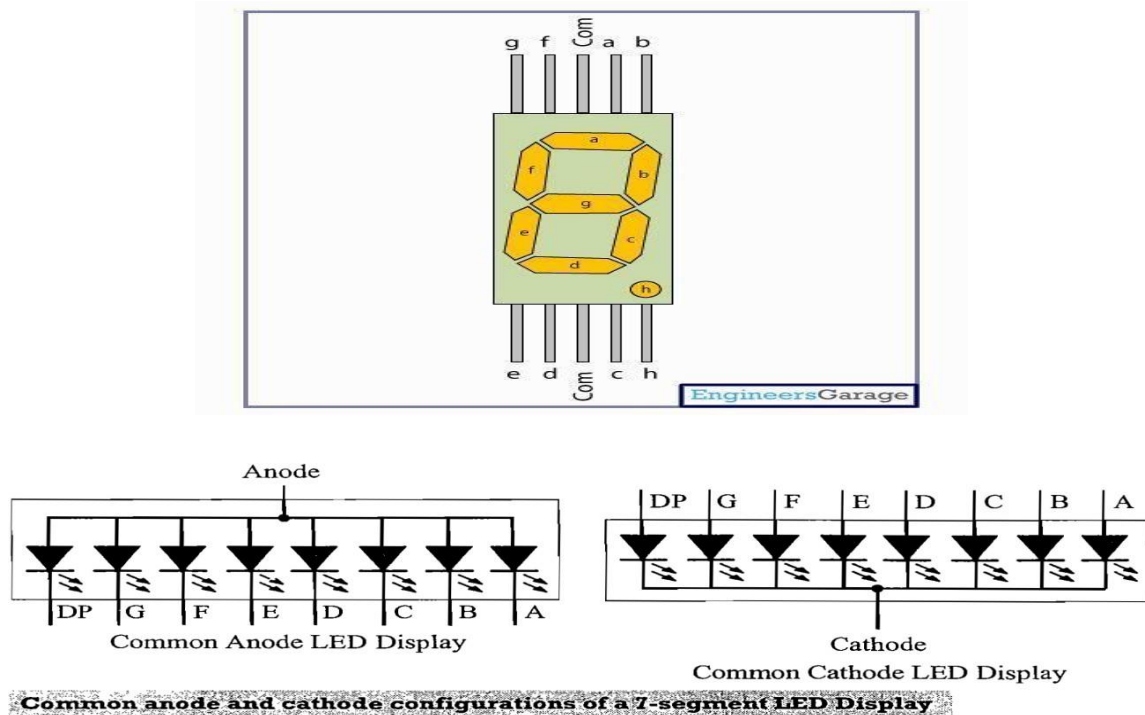 g f Com a b
a
f
b
g
e
c
d
h
e d Com c h
EngineersGarage
Anode
DP G F E D C B A
Common Anode LED Display
DP G F E D C B A
Cathode
Common Cathode LED Display
Common anode and cathode configurations of a 7-segment LED Display